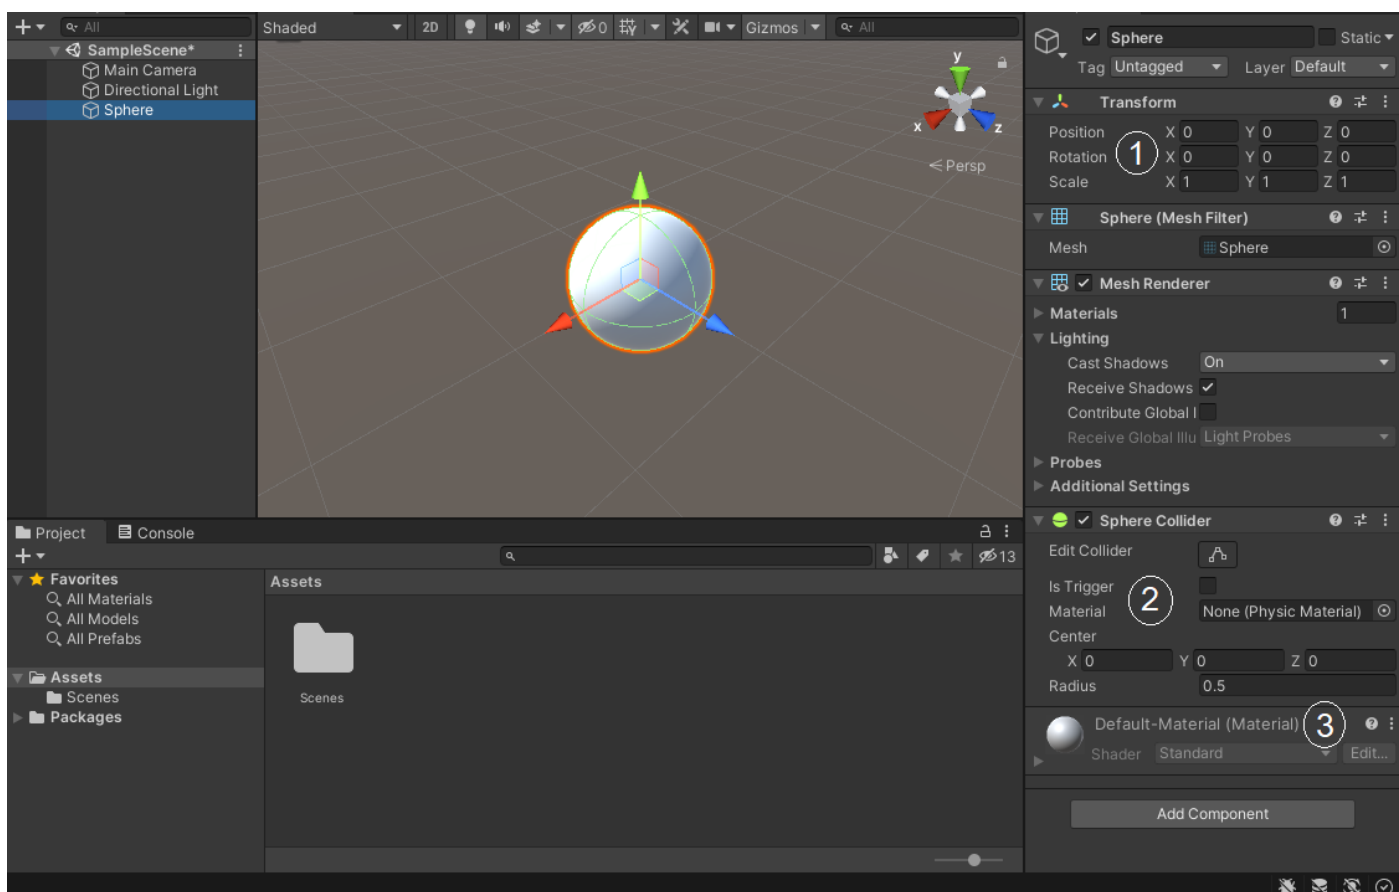 All
SampleScene*
Main Camera
Directional Light
Sphere
Shaded
2D
0
Gizmos
All
y
x
z
Persp
Sphere
Static
Tag Untagged Layer Default
Transform
Position X 0 Y 0 Z 0
Rotation X 0 Y 0 Z 0
Scale X 1 Y 1 Z 1
1
Sphere (Mesh Filter)
Mesh Sphere
Mesh Renderer
Materials 1
Lighting
Cast Shadows On
Receive Shadows
Contribute Global I
Receive Global Illu Light Probes
Probes
Additional Settings
Sphere Collider
Edit Collider
Is Trigger
2
Material None (Physic Material)
Center
X 0 Y 0 Z 0
Radius 0.5
Default-Material (Material)
3
Shader Standard Edit...
Add Component
Project Console
13
Favorites
All Materials
All Models
All Prefabs
Assets
Scenes
Packages
Assets
Scenes